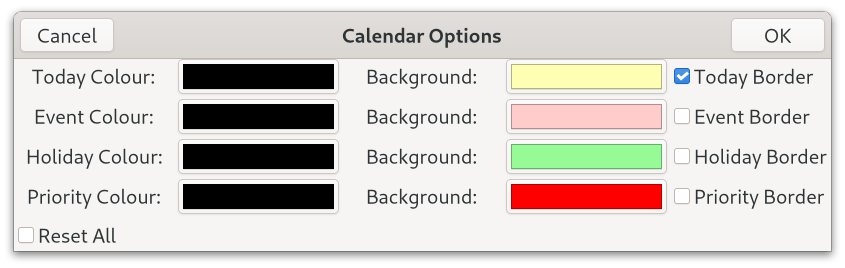 Cancel Calendar Options OK
Today Colour: Background: Today Border
Event Colour: Background: Event Border
Holiday Colour: Background: Holiday Border
Priority Colour: Background: Priority Border
Reset All